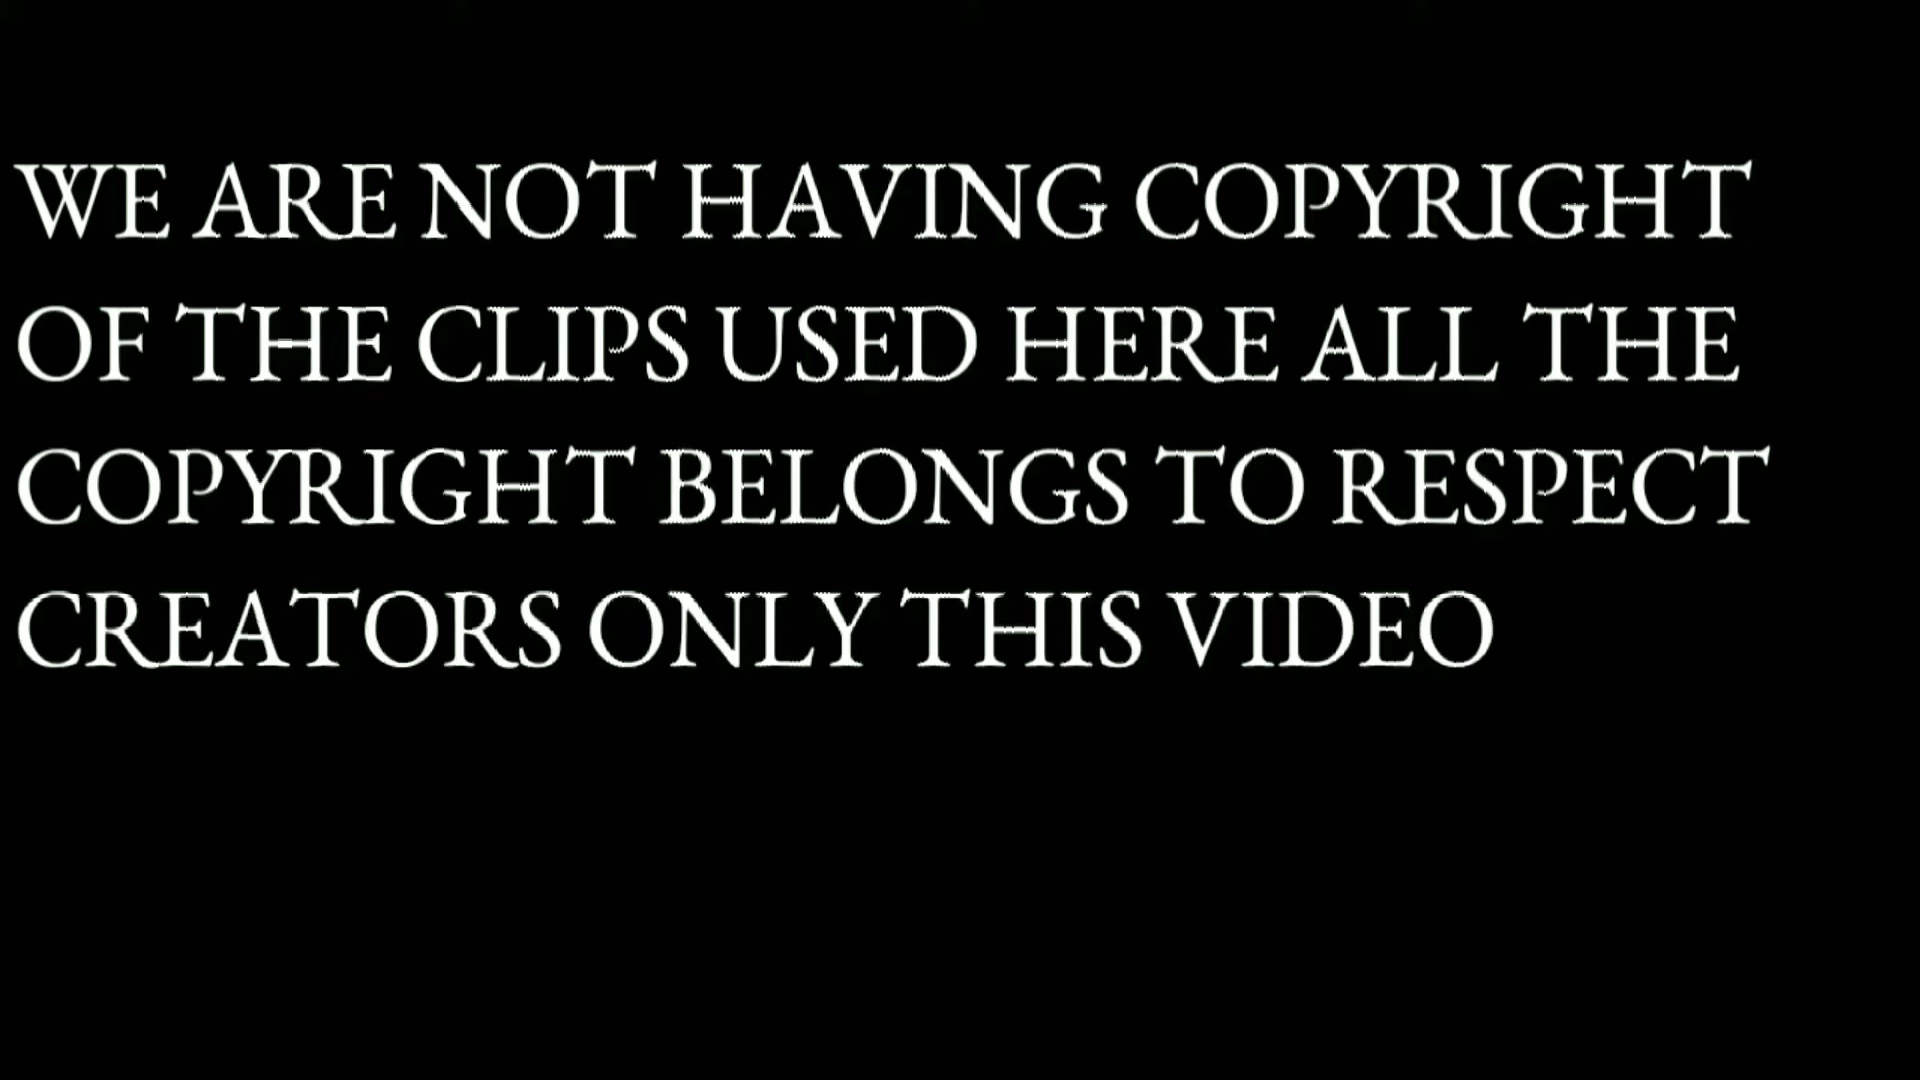 WE ARE NOT HAVING COPYRIGHT
OF THE CLIPS USED HERE ALL THE
COPYRIGHT BELONGS TO RESPECT
CREATORS ONLY THIS VIDEO